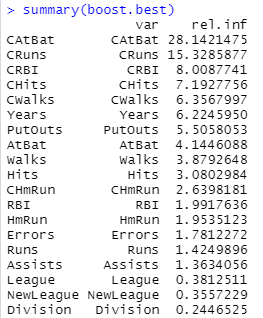 > summary(boost.best)
var rel.inf
CAtBat CAtBat 28.1421475
CRuns CRuns 15.3285877
CRBI CRBI 8.0087741
CHits CHits 7.1927756
CWalks CWalks 6.3567997
Years Years 6.2245950
PutOuts PutOuts 5.5058053
AtBat AtBat 4.1446088
Walks Walks 3.8792648
Hits Hits 3.0802984
CHmRun CHmRun 2.6398181
RBI RBI 1.9917636
HmRun HmRun 1.9535123
Errors Errors 1.7812272
Runs Runs 1.4249896
Assists Assists 1.3634056
League League 0.3812511
NewLeague NewLeague 0.3557229
Division Division 0.2446525